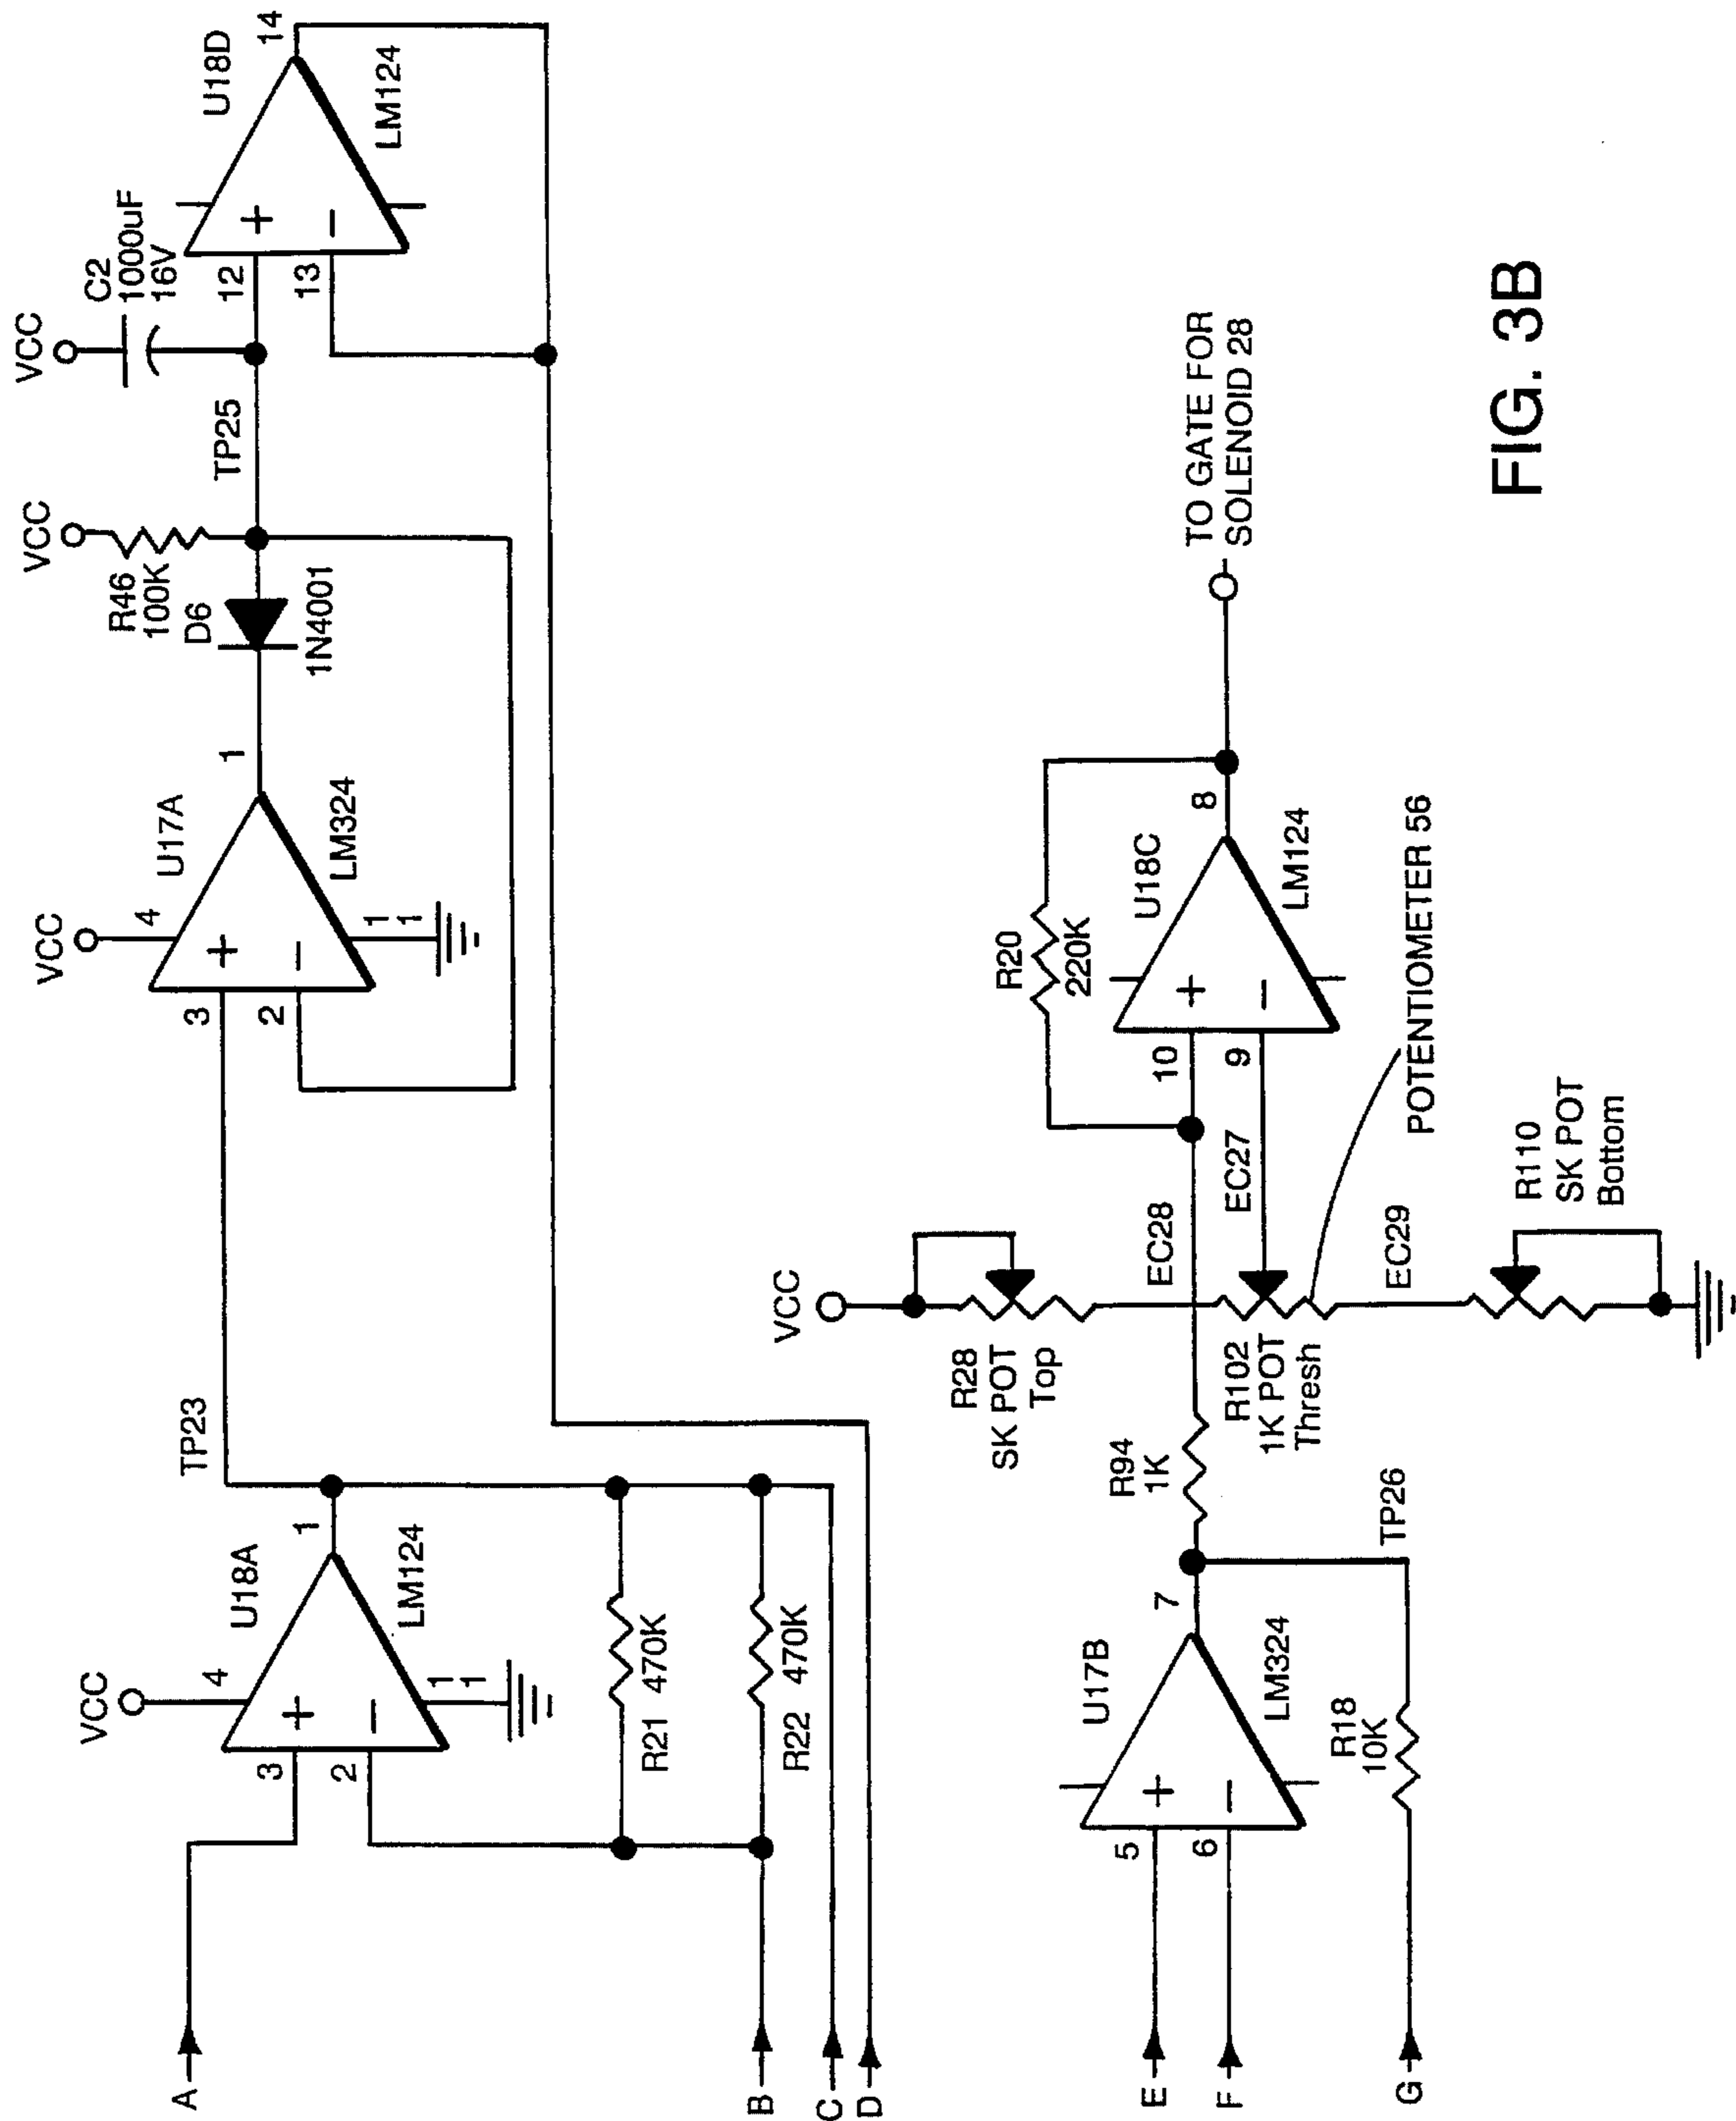 A
B
C
D
VCC
4
3
2
1
1
1
U18A
LM124
R21 470K
R22 470K
TP23
VCC
4
3
2
1
1
1
U17A
LM324
VCC
R46
100K
D6
1N4001
TP25
VCC
C2
1000uF
16V
12
13
14
U18D
LM124
E
F
G
5
6
7
U17B
LM324
R18
10K
TP26
R94
1K
VCC
R28
SK POT
Top
R102
1K POT
Thresh
EC28
EC27
EC29
R110
SK POT
Bottom
POTENTIOMETER 56
R20
220K
10
9
8
U18C
LM124
TO GATE FOR
SOLENOID 28
FIG. 3B